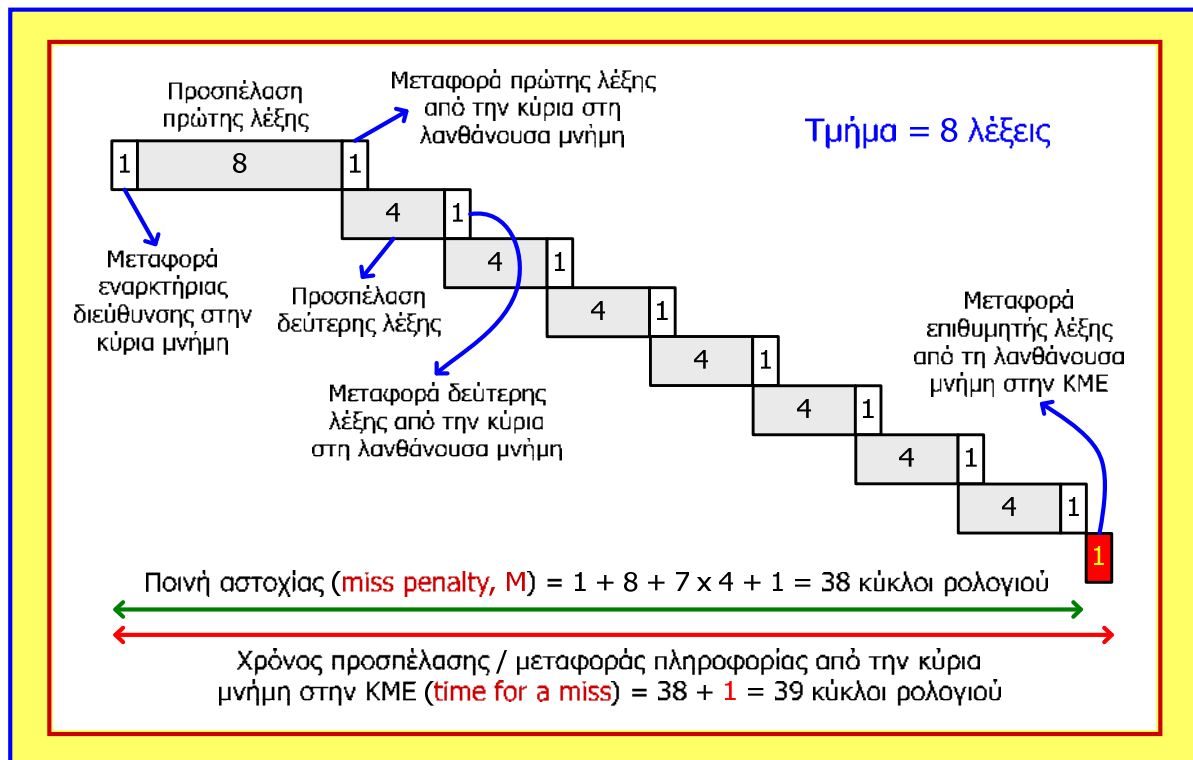 Προσπέλαση
πρώτης λέξης
Μεταφορά πρώτης λέξης
από την κύρια στη
λανθάνουσα μνήμη
Τμήμα = 8 λέξεις
1 8 1
4 1
4 1
4 1
4 1
4 1
4 1
4 1
1
Μεταφορά
εναρκτήριας
διεύθυνσης στην
κύρια μνήμη
Προσπέλαση
δεύτερης λέξης
Μεταφορά δεύτερης
λέξης από την κύρια
στη λανθάνουσα μνήμη
Μεταφορά
επιθυμητής λέξης
από τη λανθάνουσα
μνήμη στην ΚΜΕ
Ποινή αστοχίας (miss penalty, M) = 1 + 8 + 7 x 4 + 1 = 38 κύκλοι ρολογιού
Χρόνος προσπέλασης / μεταφοράς πληροφορίας από την κύρια
μνήμη στην ΚΜΕ (time for a miss) = 38 + 1 = 39 κύκλοι ρολογιού